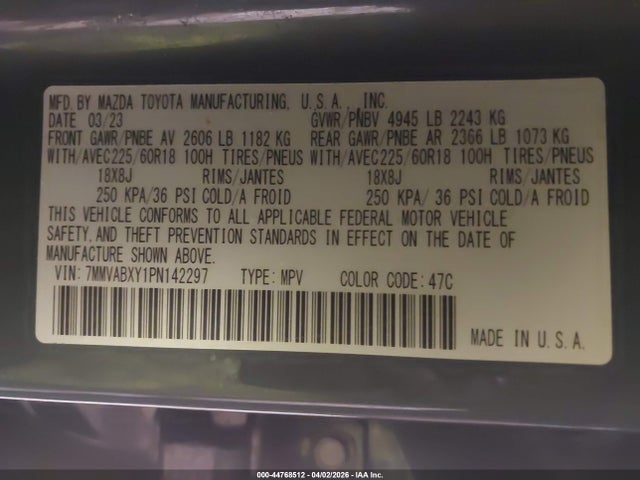 MFD. BY MAZDA TOYOTA MANUFACTURING, U.S.A., INC.
DATE 03/23 GVWR/PNBV 4945 LB 2243 KG
FRONT GAWR/PNBE AV 2606 LB 1182 KG REAR GAWR/PNBE AR 2366 LB 1073 KG
WITH/AVEC225/60R18 100H TIRES/PNEUS WITH/AVEC225/60R18 100H TIRES/PNEUS
18X8J RIMS/JANTES 18X8J RIMS/JANTES
250 KPA/36 PSI COLD/A FROID 250 KPA/ 36 PSI COLD/A FROID
THIS VEHICLE CONFORMS TO ALL APPLICABLE FEDERAL MOTOR VEHICLE
SAFETY, AND THEFT PREVENTION STANDARDS IN EFFECT ON THE DATE OF
MANUFACTURE SHOWN ABOVE.
VIN: 7MMVABXY1PN142297 TYPE: MPV COLOR CODE: 47C
MADE IN U.S.A.
000-44768512 - 04/02/2026 - IAA Inc.